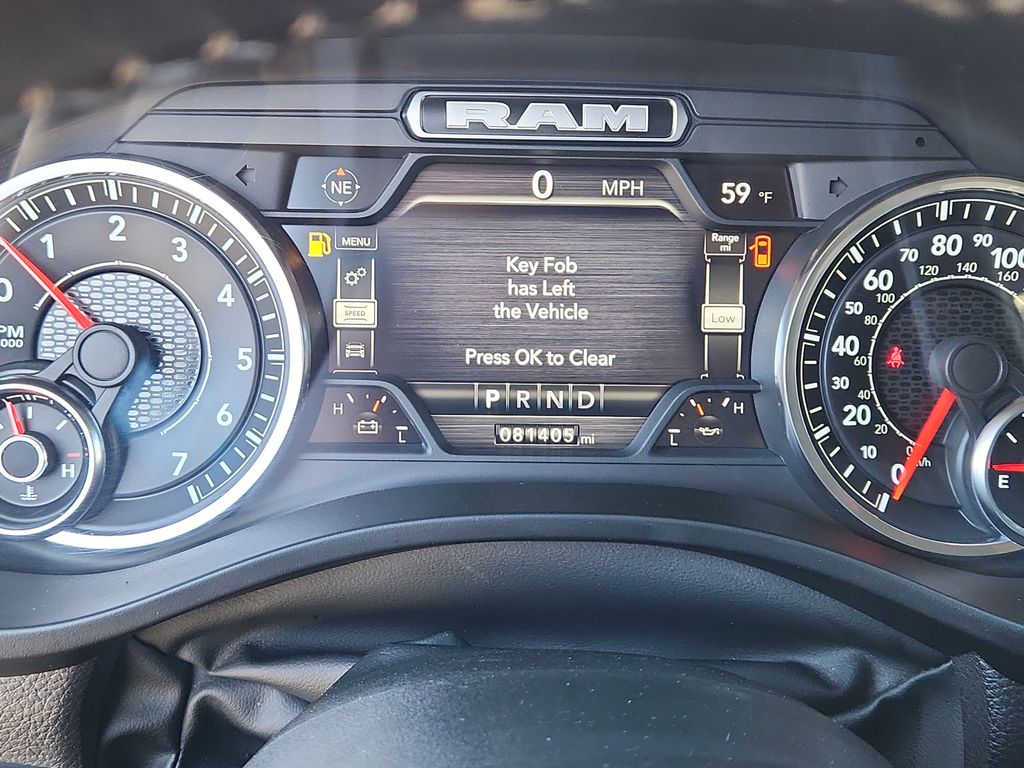 RAM
NE
0 MPH
59 °F
MENU
Range
mi
Key Fob
has Left
the Vehicle
Press OK to Clear
SPEED
Low
P R N D
081405 mi
H L
L H
0 1 2 3 4 5 6 7
H
0 10 20 30 40 50 60 70 80 90 100
0 20 40 60 80 100 120 140 160
E